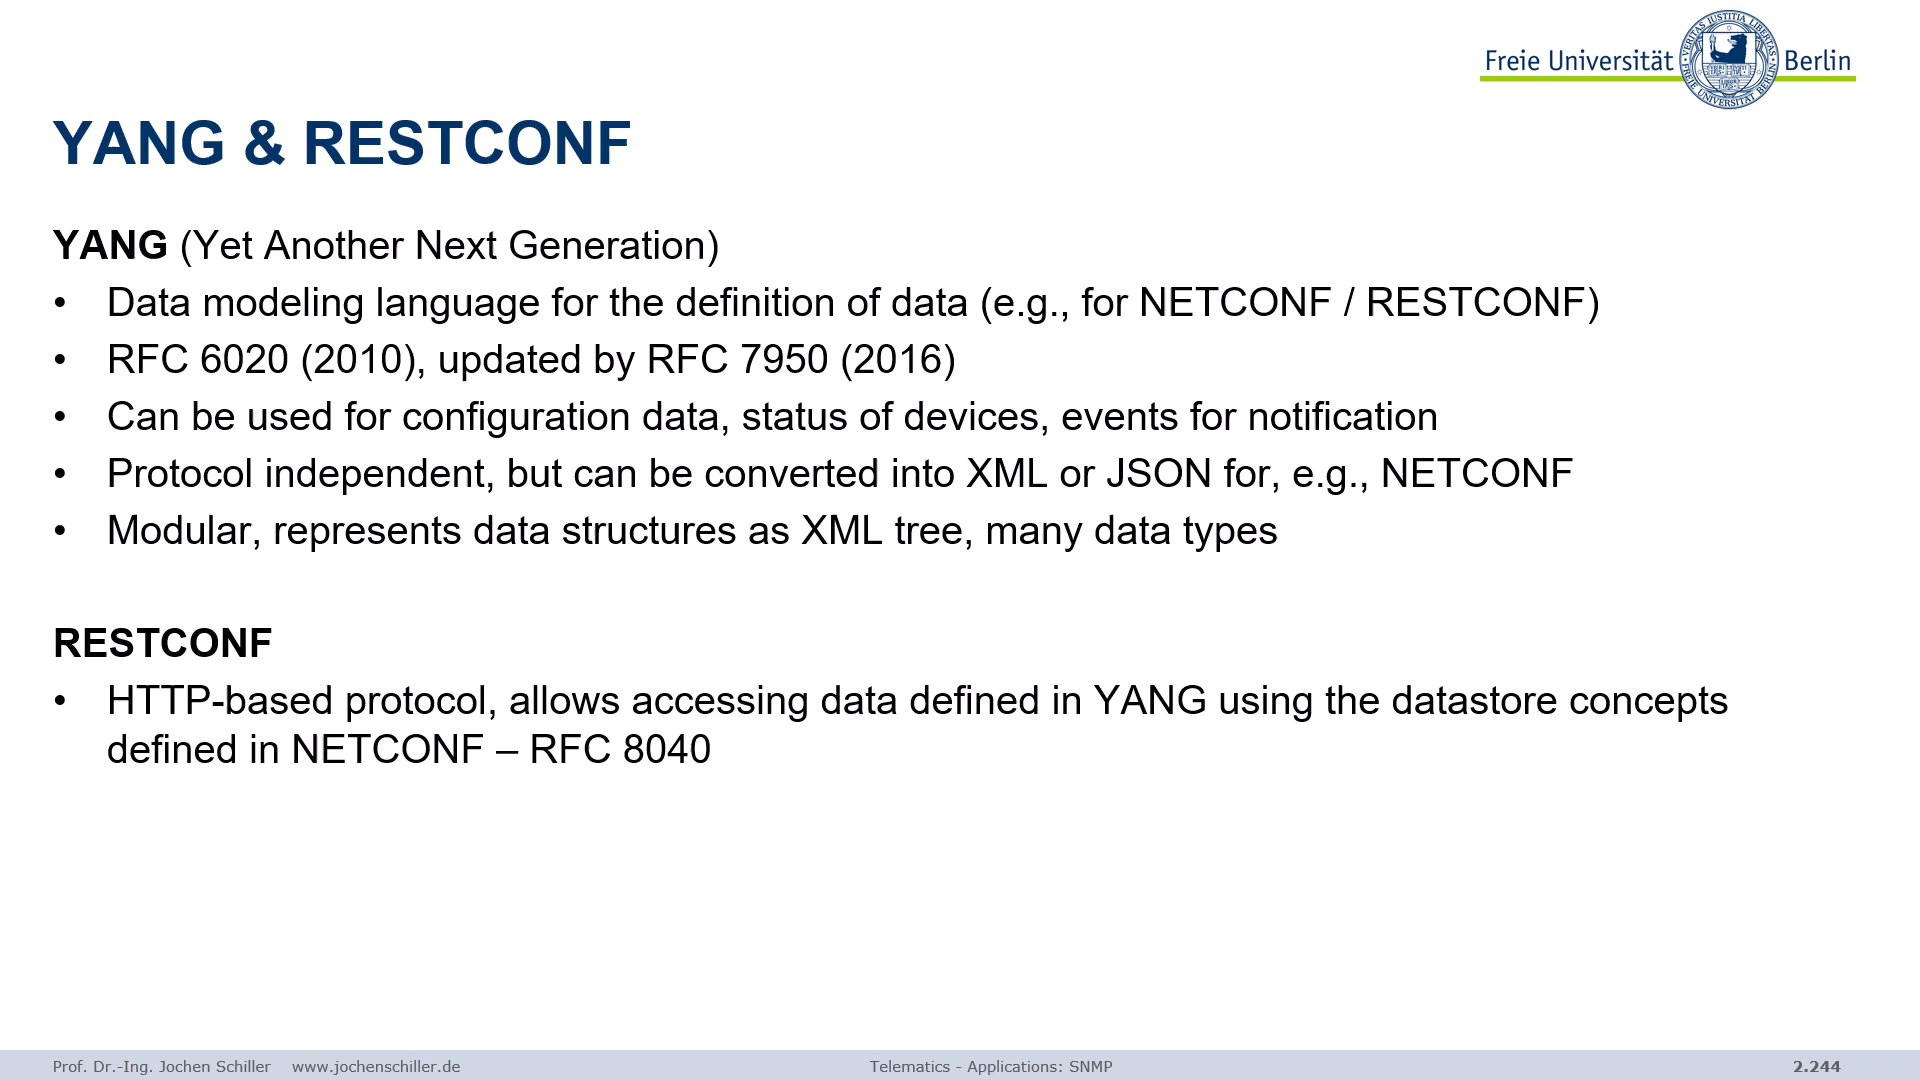 Freie Universität Berlin
YANG & RESTCONF
YANG (Yet Another Next Generation)
• Data modeling language for the definition of data (e.g., for NETCONF / RESTCONF)
• RFC 6020 (2010), updated by RFC 7950 (2016)
• Can be used for configuration data, status of devices, events for notification
• Protocol independent, but can be converted into XML or JSON for, e.g., NETCONF
• Modular, represents data structures as XML tree, many data types
RESTCONF
• HTTP-based protocol, allows accessing data defined in YANG using the datastore concepts
defined in NETCONF – RFC 8040
Prof. Dr.-Ing. Jochen Schiller www.jochenschiller.de Telematics - Applications: SNMP 2.244